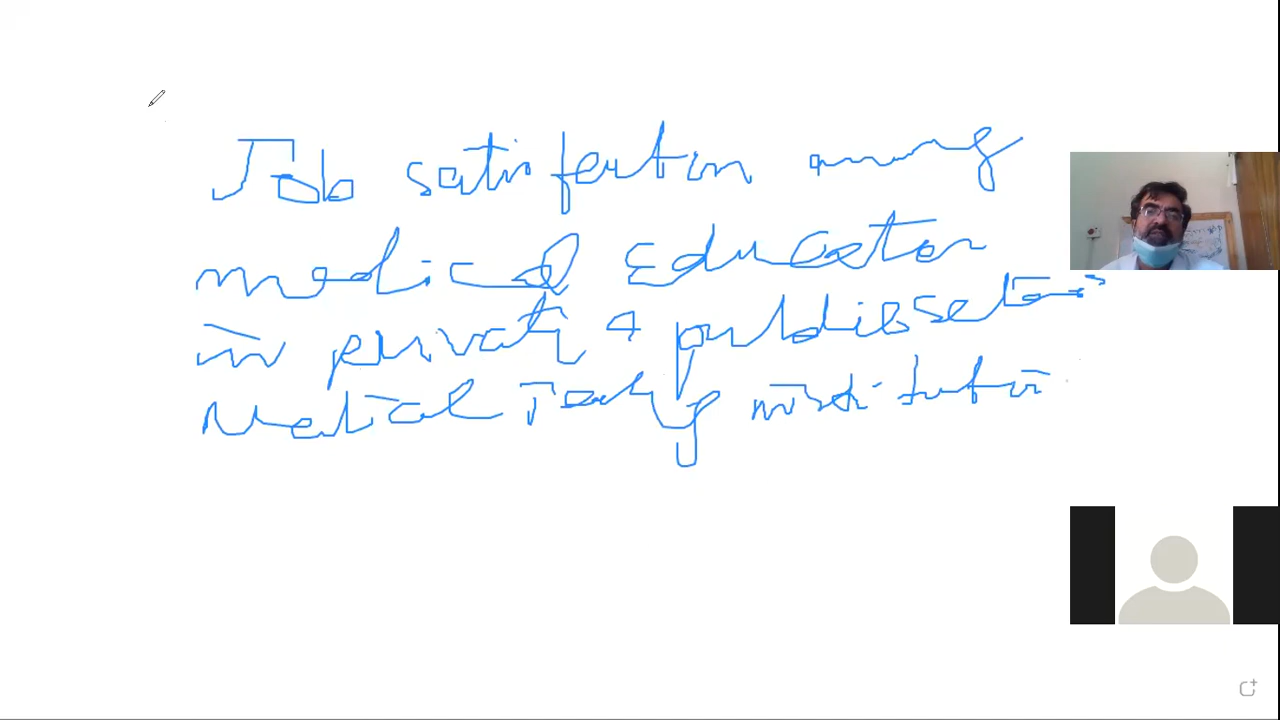 Job satisfaction among
medical Educator
in private & public sector
Medical Teaching institution